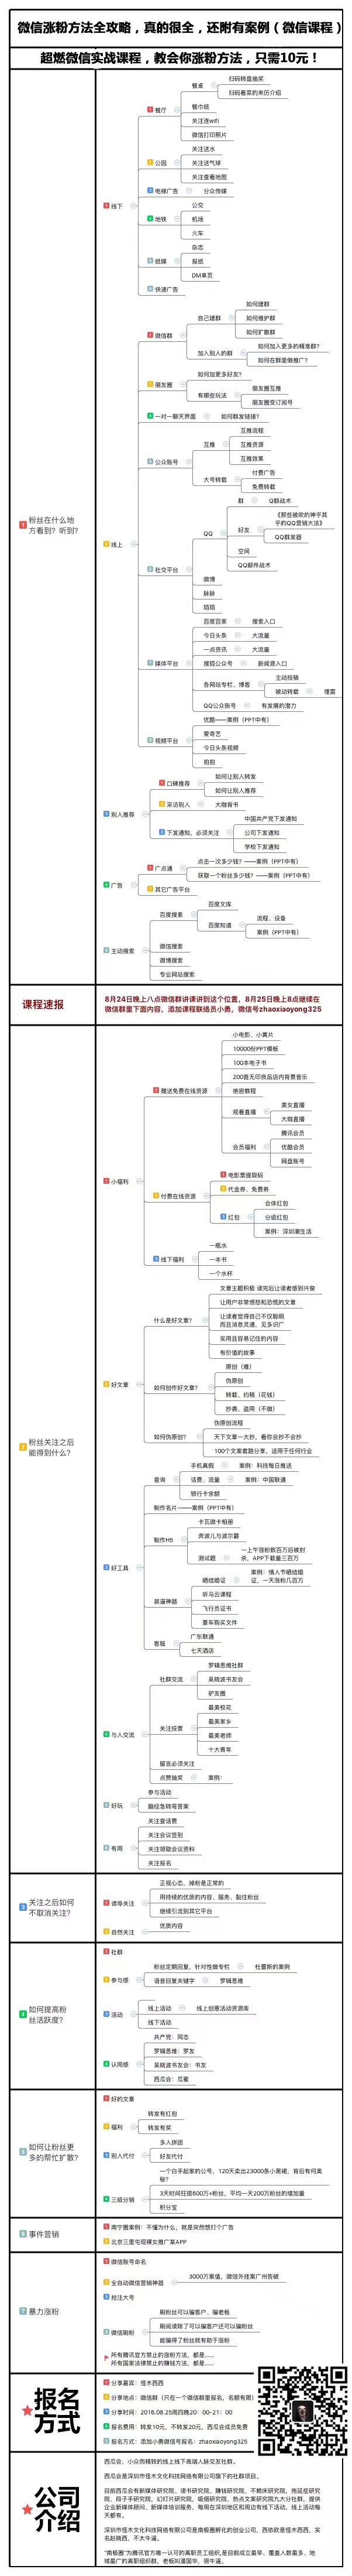 微信涨粉方法全攻略，真的很全，还附有案例（微信课程）
超燃微信实战课程，教会你涨粉方法，只需10元！
1 粉丝在什么地
方看到？听到？
1 线下
1 餐厅
餐桌
扫码转盘抽奖
扫码看菜的来历介绍
餐巾纸
关注连wifi
微信打印照片
2 公园
关注送水
关注送气球
关注查看地图
3 电梯广告
分众传媒
4 地铁
公交
机场
火车
5 纸媒
杂志
报纸
DM单页
6 快递广告
2 线上
1 微信群
自己建群
如何建群
如何维护群
如何扩散群
加入别人的群
如何加入更多的精准群？
如何在群里做推广？
2 朋友圈
如何加更多好友？
有哪些玩法
朋友圈互推
朋友圈变订阅号
一对一聊天界面
如何群发链接？
公众账号
互推
互推流程
互推资源
互推效果
大号转载
付费广告
免费转载
6 社交平台
QQ
群
Q群战术
好友
《那些被吹的神乎其
乎的QQ营销大法》
QQ群发器
空间
QQ邮件战术
微博
脉脉
陌陌
7 媒体平台
百度百家
搜索入口
今日头条
大流量
一点资讯
大流量
搜狐公众号
新闻源入口
各网站专栏、博客
主动投稿
被动转载
埋雷
QQ公众账号
有发展的潜力
视频平台
优酷——案例（PPT中有）
爱奇艺
今日头条视频
拍拍
3 别人推荐
1 口碑推荐
如何让别人转发
如何让别人推荐
2 采访别人
大咖背书
3 下发通知，必须关注
中国共产党下发通知
公司下发通知
学校下发通知
4 广告
1 广点通
点击一次多少钱？——案例（PPT中有）
获取一个粉丝多少钱？——案例（PPT中有）
2 其它广告平台
5 主动搜索
百度搜素
百度文库
百度知道
流程、设备
案例（PPT中有）
微信搜索
微博搜索
专业网站搜索
课程速报
8月24日晚上八点微信群讲课讲到这个位置，8月25日晚上8点继续在
微信群里下面内容，添加课程联络员小勇，微信号zhaoxiaoyong325
2 粉丝关注之后
能得到什么？
1 小福利
赠送免费在线资源
小电影、小黄片
10000份PPT模板
100本电子书
200首无印良品店内背景音乐
绝密教程
观看直播
美女直播
大咖直播
会员福利
腾讯会员
优酷会员
网盘账号
付费在线资源
1 电影票提取码
2 代金券、免费券
3 红包
合体红包
分级红包
案例：深圳潮生活
线下福利
一瓶水
一本书
一个水杯
2 好文章
什么是好文章？
文章主题积极 读完后让读者感到兴奋
让用户非常愤怒和恐慌的文章
让读者觉得自己不仅聪明
而且消息灵通、见多识广
实用且容易记住的内容
有价值的故事
如何创作好文章？
原创（难）
伪原创
转载、约稿（花钱）
抄袭、盗用（不做）
如何伪原创？
伪原创流程
天下文章一大抄，看你会抄不会抄
100个文案套路分享，适用于任何行业
3 好工具
查询
手机真假
案例：科技每日推送
话费、流量
案例：中国联通
银行卡余额
制作名片-——案例（PPT中有）
制作H5
卡瓦微卡相册
奔波儿与波尔霸
测试题
一上午涨粉数百万后被封
杀，APP下载量三百万
装逼神器
晒结婚证
案例：情人节晒结婚
证，一天涨粉几百万
听马云课程
飞行员证书
豪车购买文件
客服
广东联通
七天酒店
4 与人交流
社群交流
罗辑思维社群
吴晓波书友会
驴友圈
关注投票
最美校花
最美家乡
最美老师
十大青年
留言必须关注
点赞抽奖
案例：
5 好玩
参与活动
脑经急转弯答案
6 有用
关注查话费
关注会议签到
关注领取会议资料
关注报名
3 关注之后如何
不取消关注？
1 诱导关注
正视心态，掉粉是正常的
用持续的优质的内容、服务、黏住粉丝
继续引流到其它平台
2 自然关注
优质内容
4 如何提高粉
丝活跃度？
1 社群
2 参与感
粉丝定期回复，针对性做专栏
杜蕾斯的案例
语音回复关键字
罗辑思维
3 活动
线上活动
线上创意活动资源库
线下活动
4 认同感
共产党：同志
罗辑思维：罗友
吴晓波书友会：书友
西瓜会：瓜蜜
5 如何让粉丝更
多的帮忙扩散？
1 好的文章
2 福利
转发有红包
转发有奖
3 别人代付
多人拼团
好友代付
4 三级分销
一个白手起家的公号，120天卖出23000条小黑裙，背后有何奥
秘？
3天时间狂揽600万+粉丝，平均一天200万粉丝的增加量
积分宝
6 事件营销
1 南宁圈案例：不懂为什么，就是突然想打个广告
2 北京三里屯现裸女推广某APP
7 暴力涨粉
1 微信账号命名
2 全自动微信营销神器
3000万案值，微信外挂案广州告破
3 抢注大号
微信刷粉
刷粉丝可以骗客户、骗老板
刷阅读除了可以骗客户还可以骗粉丝
能骗得了粉丝就有助于涨粉
所有腾讯官方禁止的涨粉方法，都是……
所有国家法律禁止的赚钱方法，都是……
报名
方式
1 分享嘉宾：怪木西西
2 分享地点：微信群（只在一个微信群里报名，名额有限）
3 分享时间：2016.08.25周四晚20：00-21：00
4 报名费用：转发10元，不转发20元，西瓜会成员免费
5 报名方式：添加小勇微信号报名：zhaoxiaoyong325
公司
介绍
西瓜会，小众而精致的线上线下高端人脉交友社群。
西瓜会是深圳市怪木文化科技网络有限公司旗下的社群项目。
目前西瓜会有新媒体研究院、读书研究院、赚钱研究院、不赖床研究院、拖延症研究
院、段子手研究院、幻灯片研究院、吸烟研究院、热点文案研究院九大分社群，提供
企业新媒体顾问、新媒体培训服务，每周在深圳地区和周边有线下活动，线上活动每
天都有。
深圳市怪木文化科技网络有限公司是南极圈孵化的创业公司，西依欧是怪木西西，实
名赵晓西，不太牛逼。
“南极圈”为腾讯官方唯一认可的离职员工组织,是目前成立最早、覆盖人数最多、地
域最广的离职组织群，老板叫潘国华，很牛逼。